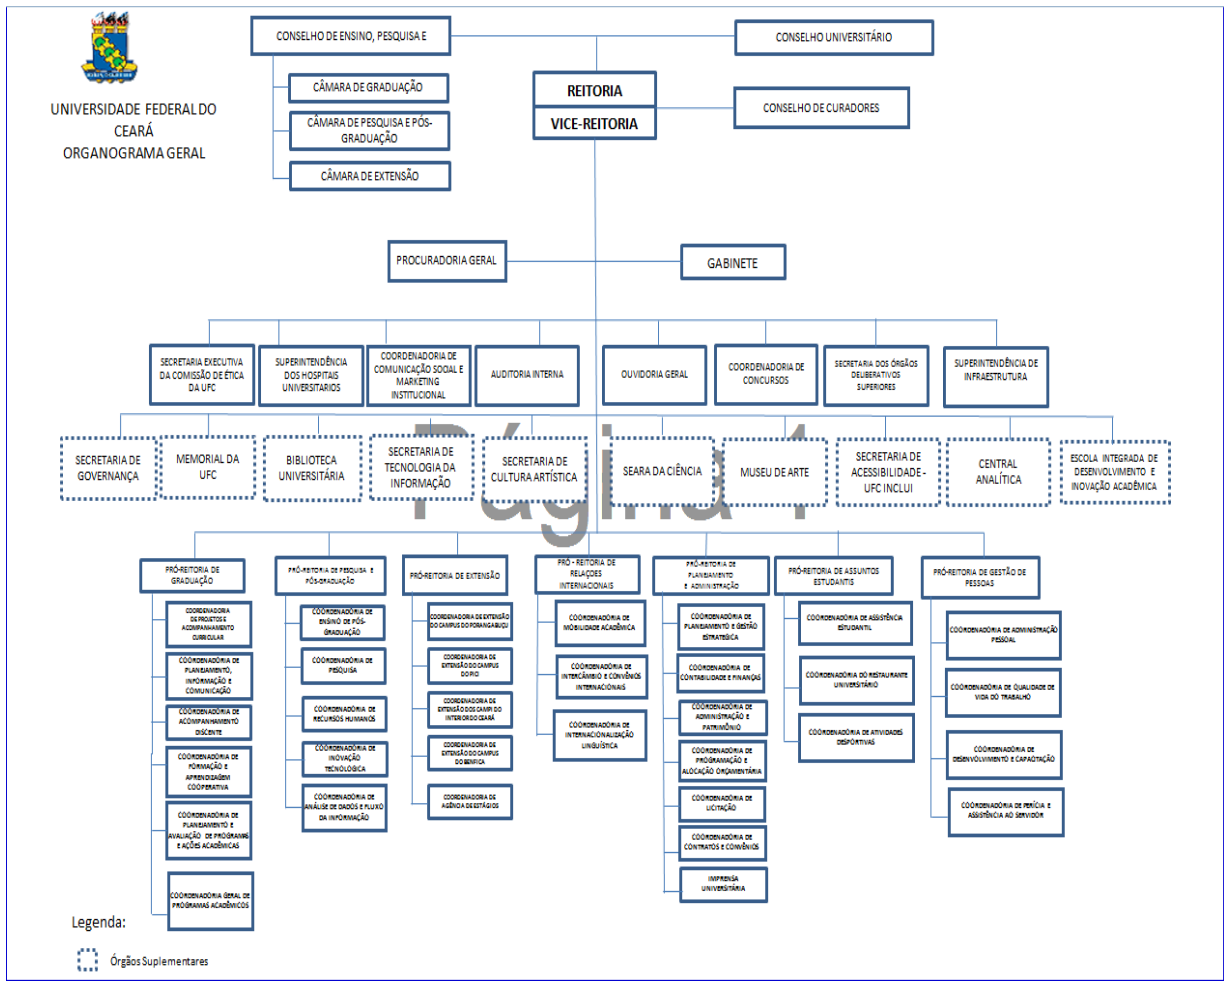 CONSELHO DE ENSINO, PESQUISA E
CONSELHO UNIVERSITÁRIO
UNIVERSIDADE FEDERAL DO
CEARÁ
ORGANOGRAMA GERAL
CÂMARA DE GRADUAÇÃO
CÂMARA DE PESQUISA E PÓS-
GRADUAÇÃO
CÂMARA DE EXTENSÃO
REITORIA
VICE-REITORIA
CONSELHO DE CURADORES
PROCURADORIA GERAL
GABINETE
SECRETARIA EXECUTIVA
DA COMISSÃO DE ÉTICA
DA UFC
SUPERINTENDÊNCIA
DOS HOSPITAIS
UNIVERSITARIOS
COORDENADORIA DE
COMUNICAÇÃO SOCIAL E
MARKETING
INSTITUCIONAL
AUDITORIA INTERNA
OUVIDORIA GERAL
COORDENADORIA DE
CONCURSOS
SECRETARIA DOS ÓRGÃOS
DELIBERATIVOS
SUPERIORES
SUPERINTENDÊNCIA DE
INFRAESTRUTURA
Página 1
SECRETARIA DE
GOVERNANÇA
MEMORIAL DA
UFC
BIBLIOTECA
UNIVERSITÁRIA
SECRETARIA DE
TECNOLOGIA DA
INFORMAÇÃO
SECRETARIA DE
CULTURA ARTÍSTICA
SEARA DA CIÊNCIA
MUSEU DE ARTE
SECRETARIA DE
ACESSIBILIDADE -
UFC INCLUI
CENTRAL
ANALÍTICA
ESCOLA INTEGRADA DE
DESENVOLVIMENTO E
INOVAÇÃO ACADÊMICA
PRÓ-REITORIA DE
GRADUAÇÃO
COORDENADORIA
DE PROJETOS E
ACOMPANHAMENTO
CURRICULAR
COORDENADORIA DE
PLANEJAMENTO,
INFORMAÇÃO E
COMUNICAÇÃO
COORDENADORIA DE
ACOMPANHAMENTO
DISCENTE
COORDENADORIA DE
FORMAÇÃO E
APRENDIZAGEM
COOPERATIVA
COORDENADORIA DE
PLANEJAMENTO E
AVALIAÇÃO DE PROGRAMAS
E AÇÕES ACADÊMICAS
COORDENADORIA GERAL DE
PROGRAMAS ACADÊMICOS
PRÓ-REITORIA DE PESQUISA E
PÓS-GRADUAÇÃO
COORDENADORIA DE
ENSINO DE PÓS-
GRADUAÇÃO
COORDENADORIA DE
PESQUISA
COORDENADORIA DE
RECURSOS HUMANOS
COORDENADORIA DE
INOVAÇÃO
TECNOLÓGICA
COORDENADORIA DE
ANÁLISE DE DADOS E FLUXO
DA INFORMAÇÃO
PRÓ-REITORIA DE EXTENSÃO
COORDENADORIA DE EXTENSÃO
DO CAMPUS DO PORANGABUÇU
COORDENADORIA DE
EXTENSÃO DO CAMPUS
DO PICI
COORDENADORIA DE
EXTENSÃO DOS CAMPI DO
INTERIOR DO CEARÁ
COORDENADORIA DE
EXTENSÃO DO CAMPUS
DO BENFICA
COORDENADORIA DE
AGÊNCIA DE ESTÁGIOS
PRÓ - REITORIA DE
RELAÇOES
INTERNACIONAIS
COORDENADORIA DE
MOBILIDADE ACADÊMICA
COORDENADORIA DE
INTERCÂMBIO E CONVÊNIOS
INTERNACIONAIS
COORDENADORIA DE
INTERNACIONALIZAÇÃO
LINGUÍSTICA
PRÓ-REITORIA DE
PLANEJAMENTO
E ADMINISTRAÇÃO
COORDENADORIA DE
PLANEJAMENTO E GESTÃO
ESTRATEGICA
COORDENADORIA DE
CONTABILIDADE E FINANÇAS
COORDENADORIA DE
ADMINISTRAÇÃO E
PATRIMÔNIO
COORDENADORIA DE
PROGRAMAÇÃO E
ALOCAÇÃO ORÇAMENTÁRIA
COORDENADORIA DE
LICITAÇÃO
COORDENADORIA DE
CONTRATOS E CONVÊNIOS
IMPRENSA
UNIVERSITÁRIA
PRÓ-REITORIA DE ASSUNTOS
ESTUDANTIS
COORDENADORIA DE ASSISTÊNCIA
ESTUDANTIL
COORDENADORIA DO RESTAURANTE
UNIVERSITÁRIO
COORDENADORIA DE ATIVIDADES
DESPORTIVAS
PRÓ-REITORIA DE GESTÃO DE
PESSOAS
COORDENADORIA DE ADMINISTRAÇÃO
PESSOAL
COORDENADORIA DE QUALIDADE DE
VIDA DO TRABALHO
COORDENADORIA DE
DESENVOLVIMENTO E CAPACITAÇÃO
COORDENADORIA DE PERÍCIA E
ASSISTÊNCIA AO SERVIDOR
Legenda:
Órgãos Suplementares